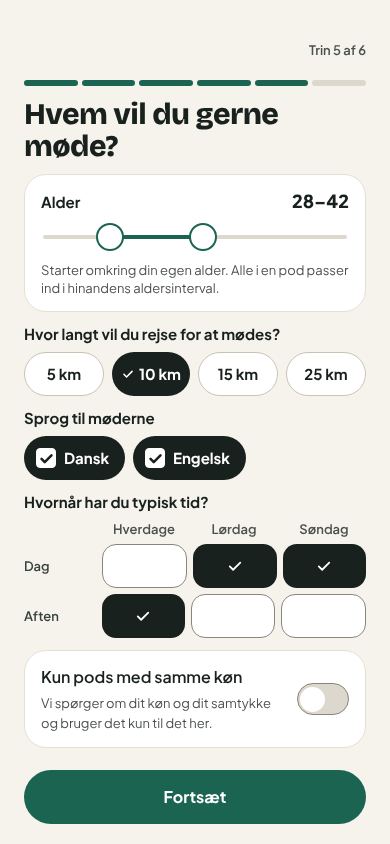 Trin 5 af 6
Hvem vil du gerne
møde?
Alder
28–42
Starter omkring din egen alder. Alle i en pod passer
ind i hinandens aldersinterval.
Hvor langt vil du rejse for at mødes?
5 km
10 km
15 km
25 km
Sprog til møderne
Dansk
Engelsk
Hvornår har du typisk tid?
Hverdage
Lørdag
Søndag
Dag
Aften
Kun pods med samme køn
Vi spørger om dit køn og dit samtykke
og bruger det kun til det her.
Fortsæt